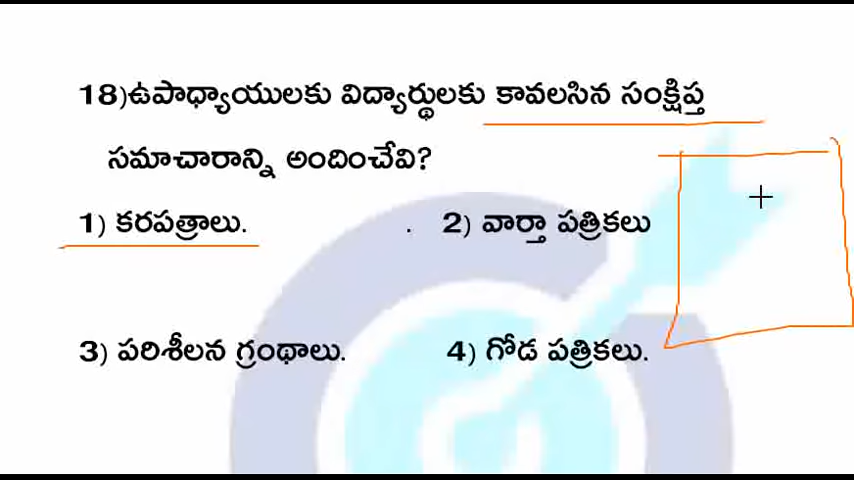 18)ఉపాధ్యాయులకు విద్యార్థులకు కావలసిన సంక్షిప్త
సమాచారాన్ని అందించేవి?
1) కరపత్రాలు. . 2) వార్తా పత్రికలు
3) పరిశీలన గ్రంథాలు. 4) గోడ పత్రికలు.